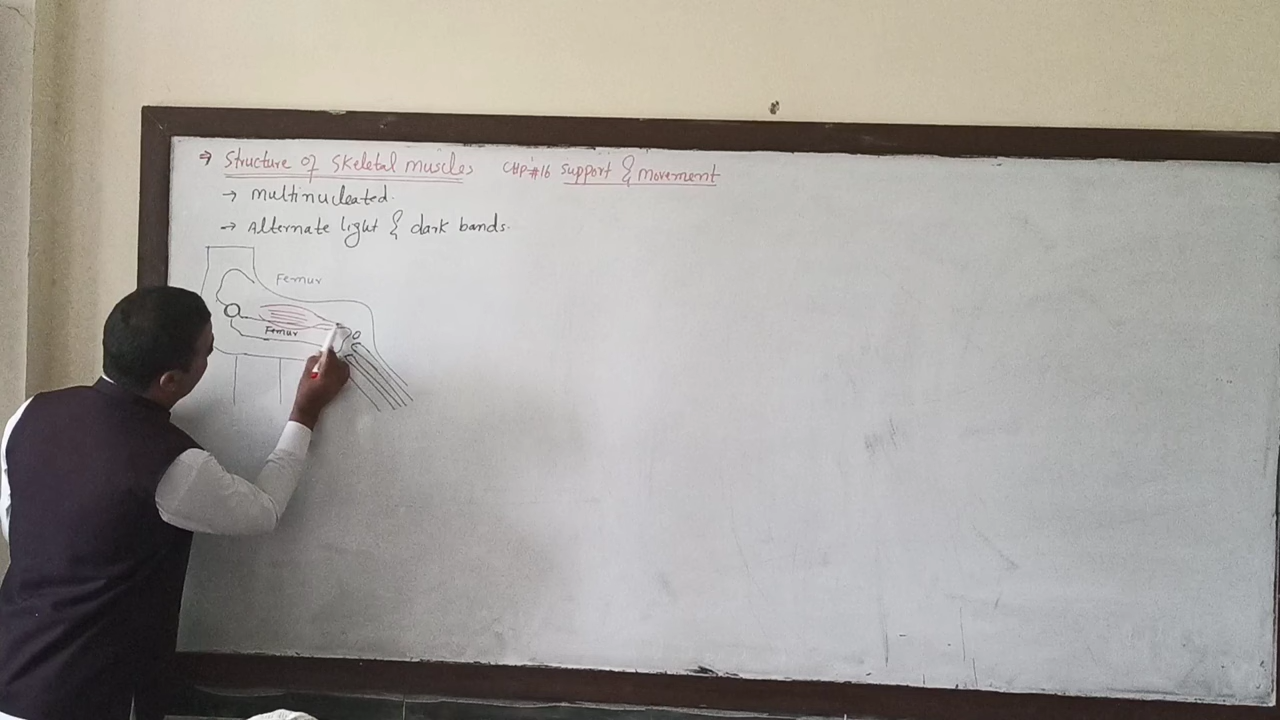 ⇒ Structure of Skeletal Muscles CHP#16 Support & Movement
→ Multinucleated.
→ Alternate light & dark bands.
Femur
Femur